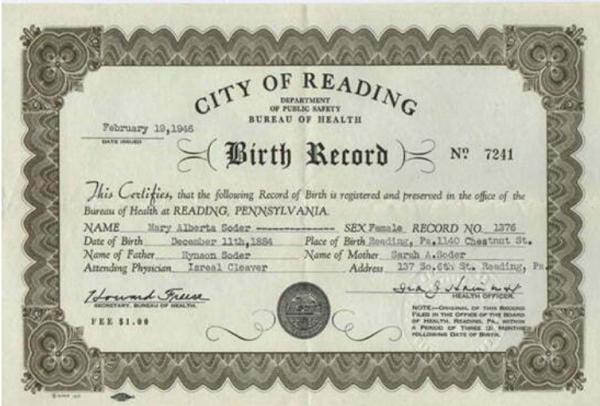 CITY OF READING
DEPARTMENT
OF PUBLIC SAFETY
BUREAU OF HEALTH
February 19,1946
DATE ISSUED
Birth Record
No 7241
This Certifies, that the following Record of Birth is registered and preserved in the office of the
Bureau of Health at READING, PENNSYLVANIA.
NAME Mary Alberta Soder SEX Female RECORD NO 1376
Date of Birth December 11th,1884 Place of Birth Reading, Pa. 1140 Chestnut St.
Name of Father Hynson Soder Name of Mother Sarah A.Soder
Attending Physician Isreal Cleaver Address 137 So.6th St. Reading, Pa.
Howard Freese
SECRETARY, BUREAU OF HEALTH.
HEALTH OFFICER.
FEE $1.00
NOTE—ORIGINAL OF THIS RECORD
FILED IN THE OFFICE OF THE BOARD
OF HEALTH, READING, PA. WITHIN
A PERIOD OF THREE (3) MONTHS
FOLLOWING DATE OF BIRTH.